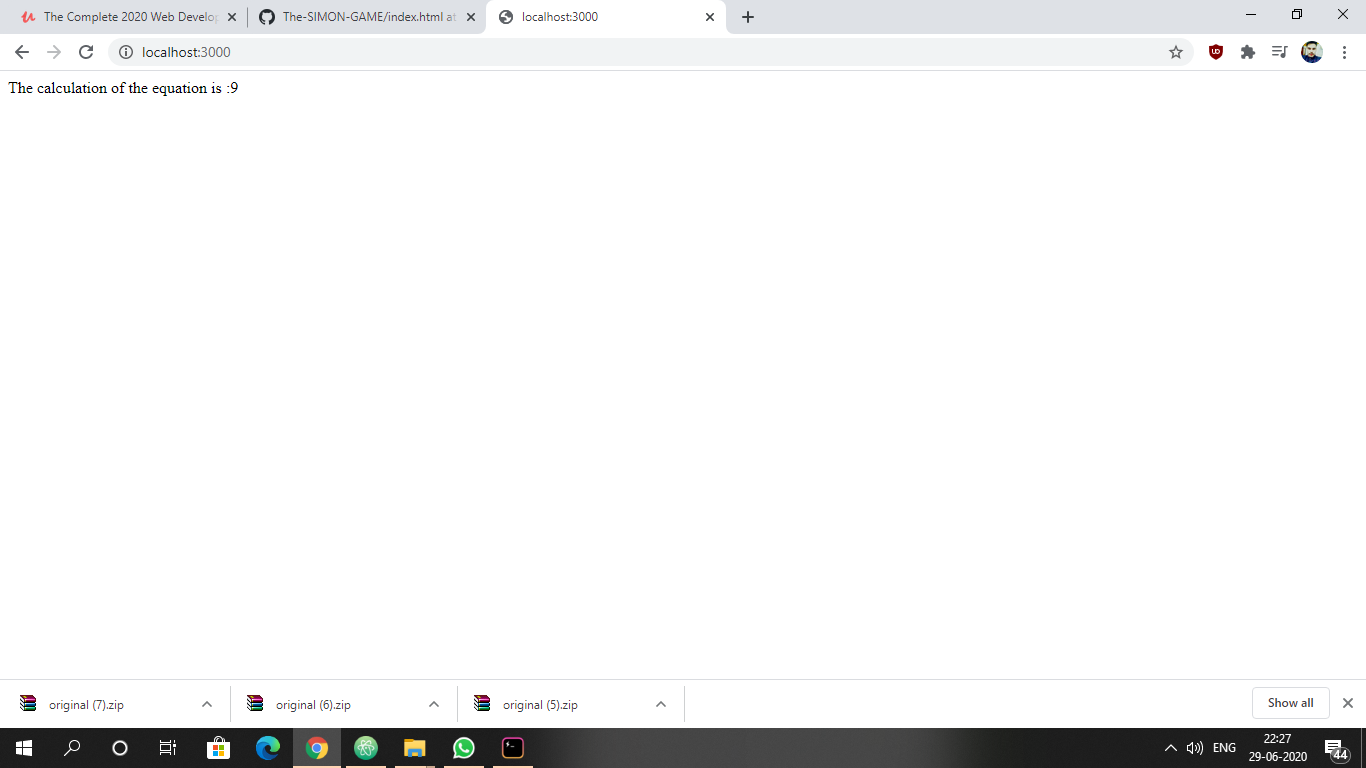 The Complete 2020 Web Develop
The-SIMON-GAME/index.html at
localhost:3000
localhost:3000
The calculation of the equation is :9
original (7).zip
original (6).zip
original (5).zip
Show all
ENG
22:27
29-06-2020
44